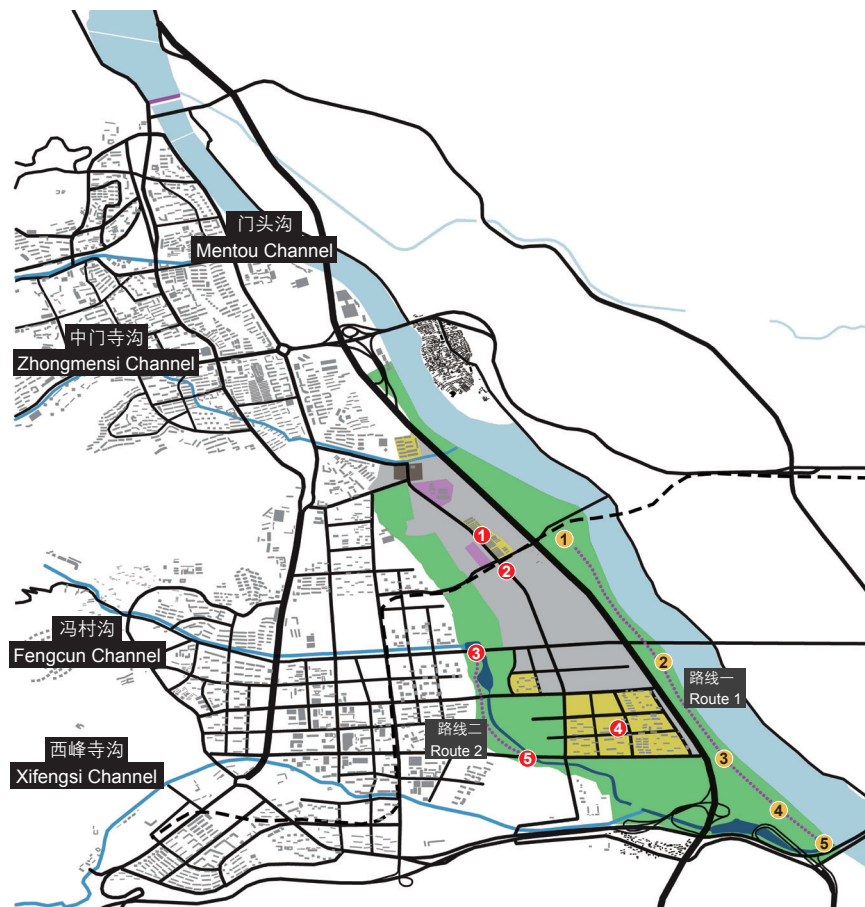 门头沟
Mentou Channel
中门寺沟
Zhongmensi Channel
1
1
2
冯村沟
Fengcun Channel
3
2
路线一
Route 1
路线二
Route 2
4
西峰寺沟
Xifengsi Channel
5
3
4
5